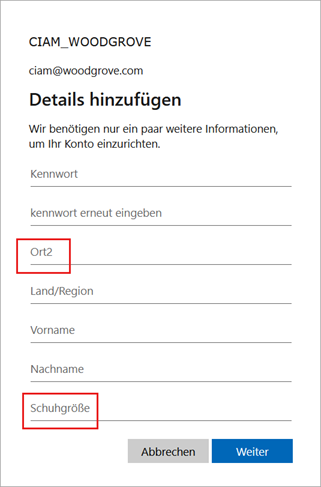 CIAM_WOODGROVE
ciam@woodgrove.com
Details hinzufügen
Wir benötigen nur ein paar weitere Informationen,
um Ihr Konto einzurichten.
Kennwort
kennwort erneut eingeben
Ort2
Land/Region
Vorname
Nachname
Schuhgröße
Abbrechen Weiter